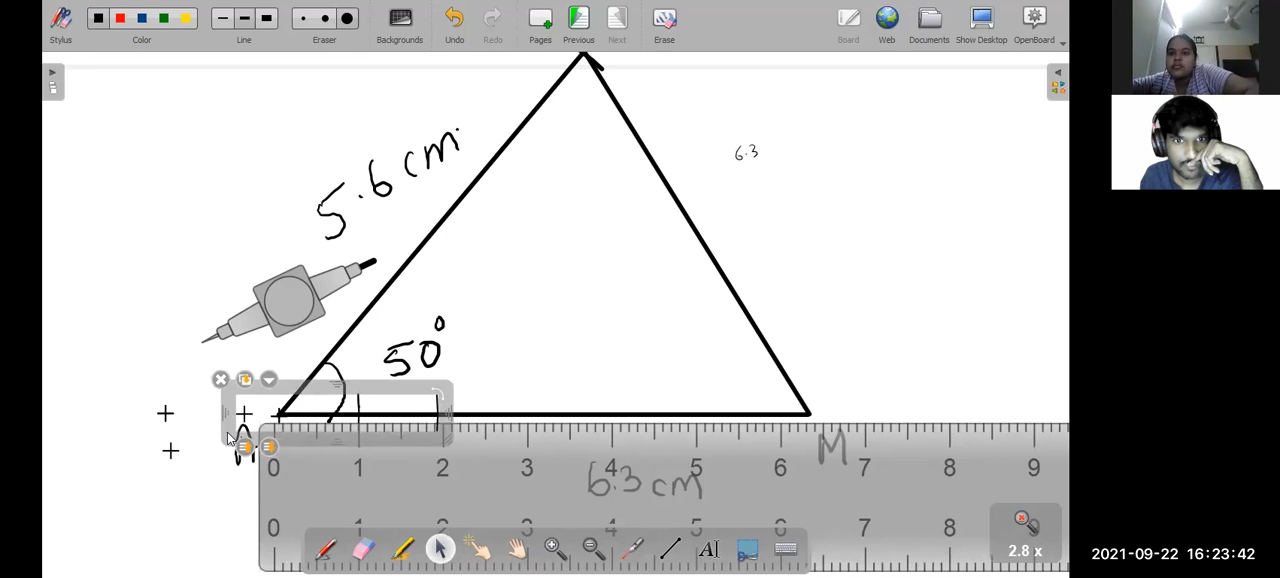 Stylus Color Line Eraser Backgrounds Undo Redo Pages Previous Next Erase Board Web Documents Show Desktop OpenBoard
6.3
5.6 cm
50°
M
0 1 2 3 4 5 6 7 8 9
6.3 cm
0 1 7 8
2.8 x
2021-09-22 16:23:42